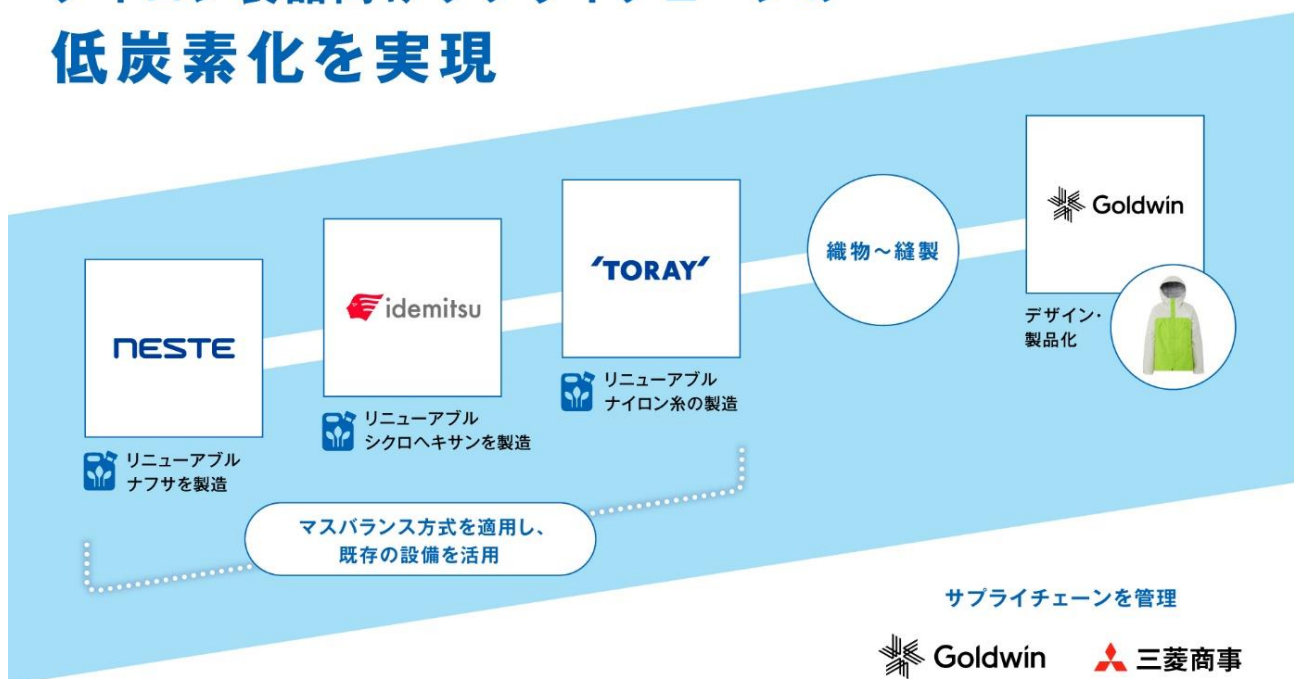 低炭素化を実現
Goldwin
織物～縫製
TORAY
idemitsu
デザイン・
製品化
NESTE
リニューアブル
ナイロン糸の製造
リニューアブル
シクロヘキサンを製造
リニューアブル
ナフサを製造
マスバランス方式を適用し、
既存の設備を活用
サプライチェーンを管理
Goldwin
三菱商事